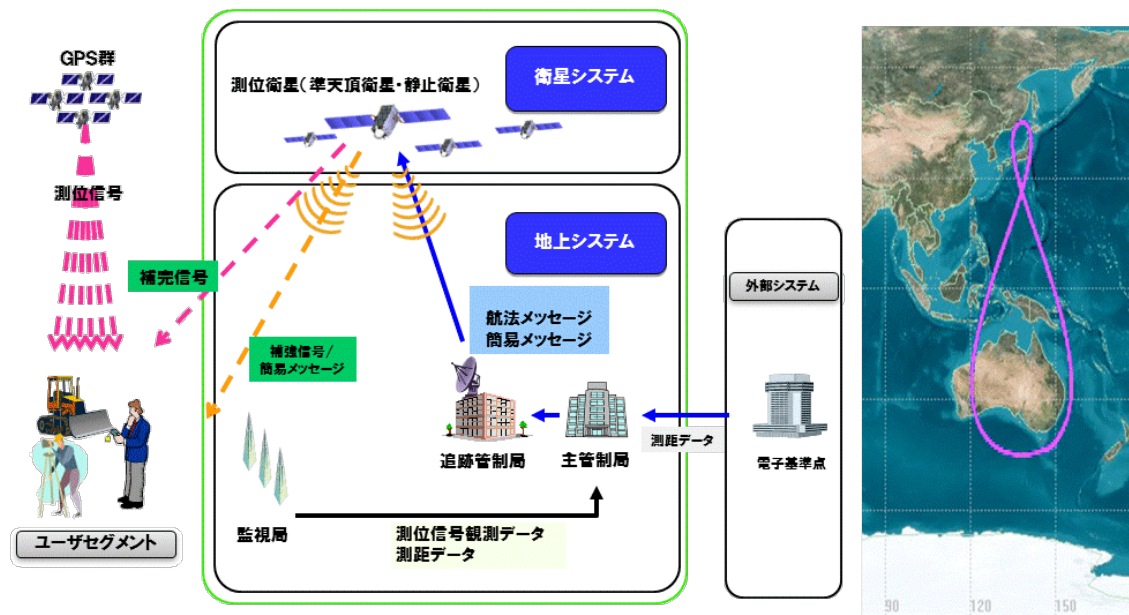 GPS群
測位信号
測位衛星(準天頂衛星・静止衛星)
衛星システム
地上システム
補完信号
補強信号/
簡易メッセージ
航法メッセージ
簡易メッセージ
追跡管制局
主管制局
監視局
測位信号観測データ
測距データ
ユーザセグメント
外部システム
測距データ
電子基準点
90
120
150